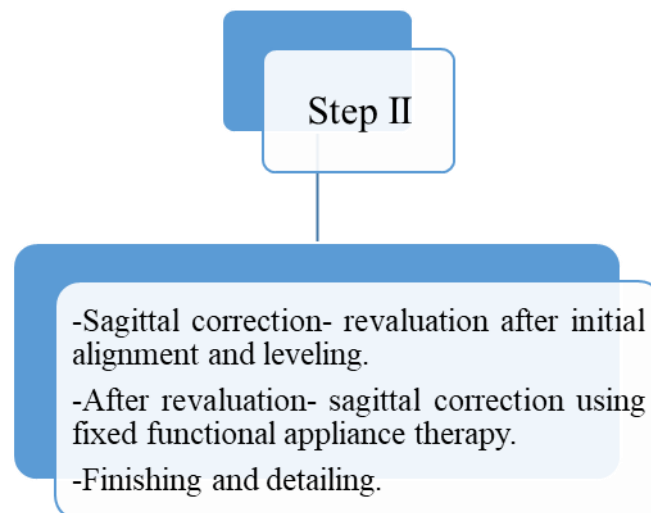 Step II
-Sagittal correction- revaluation after initial
alignment and leveling.
-After revaluation- sagittal correction using
fixed functional appliance therapy.
-Finishing and detailing.